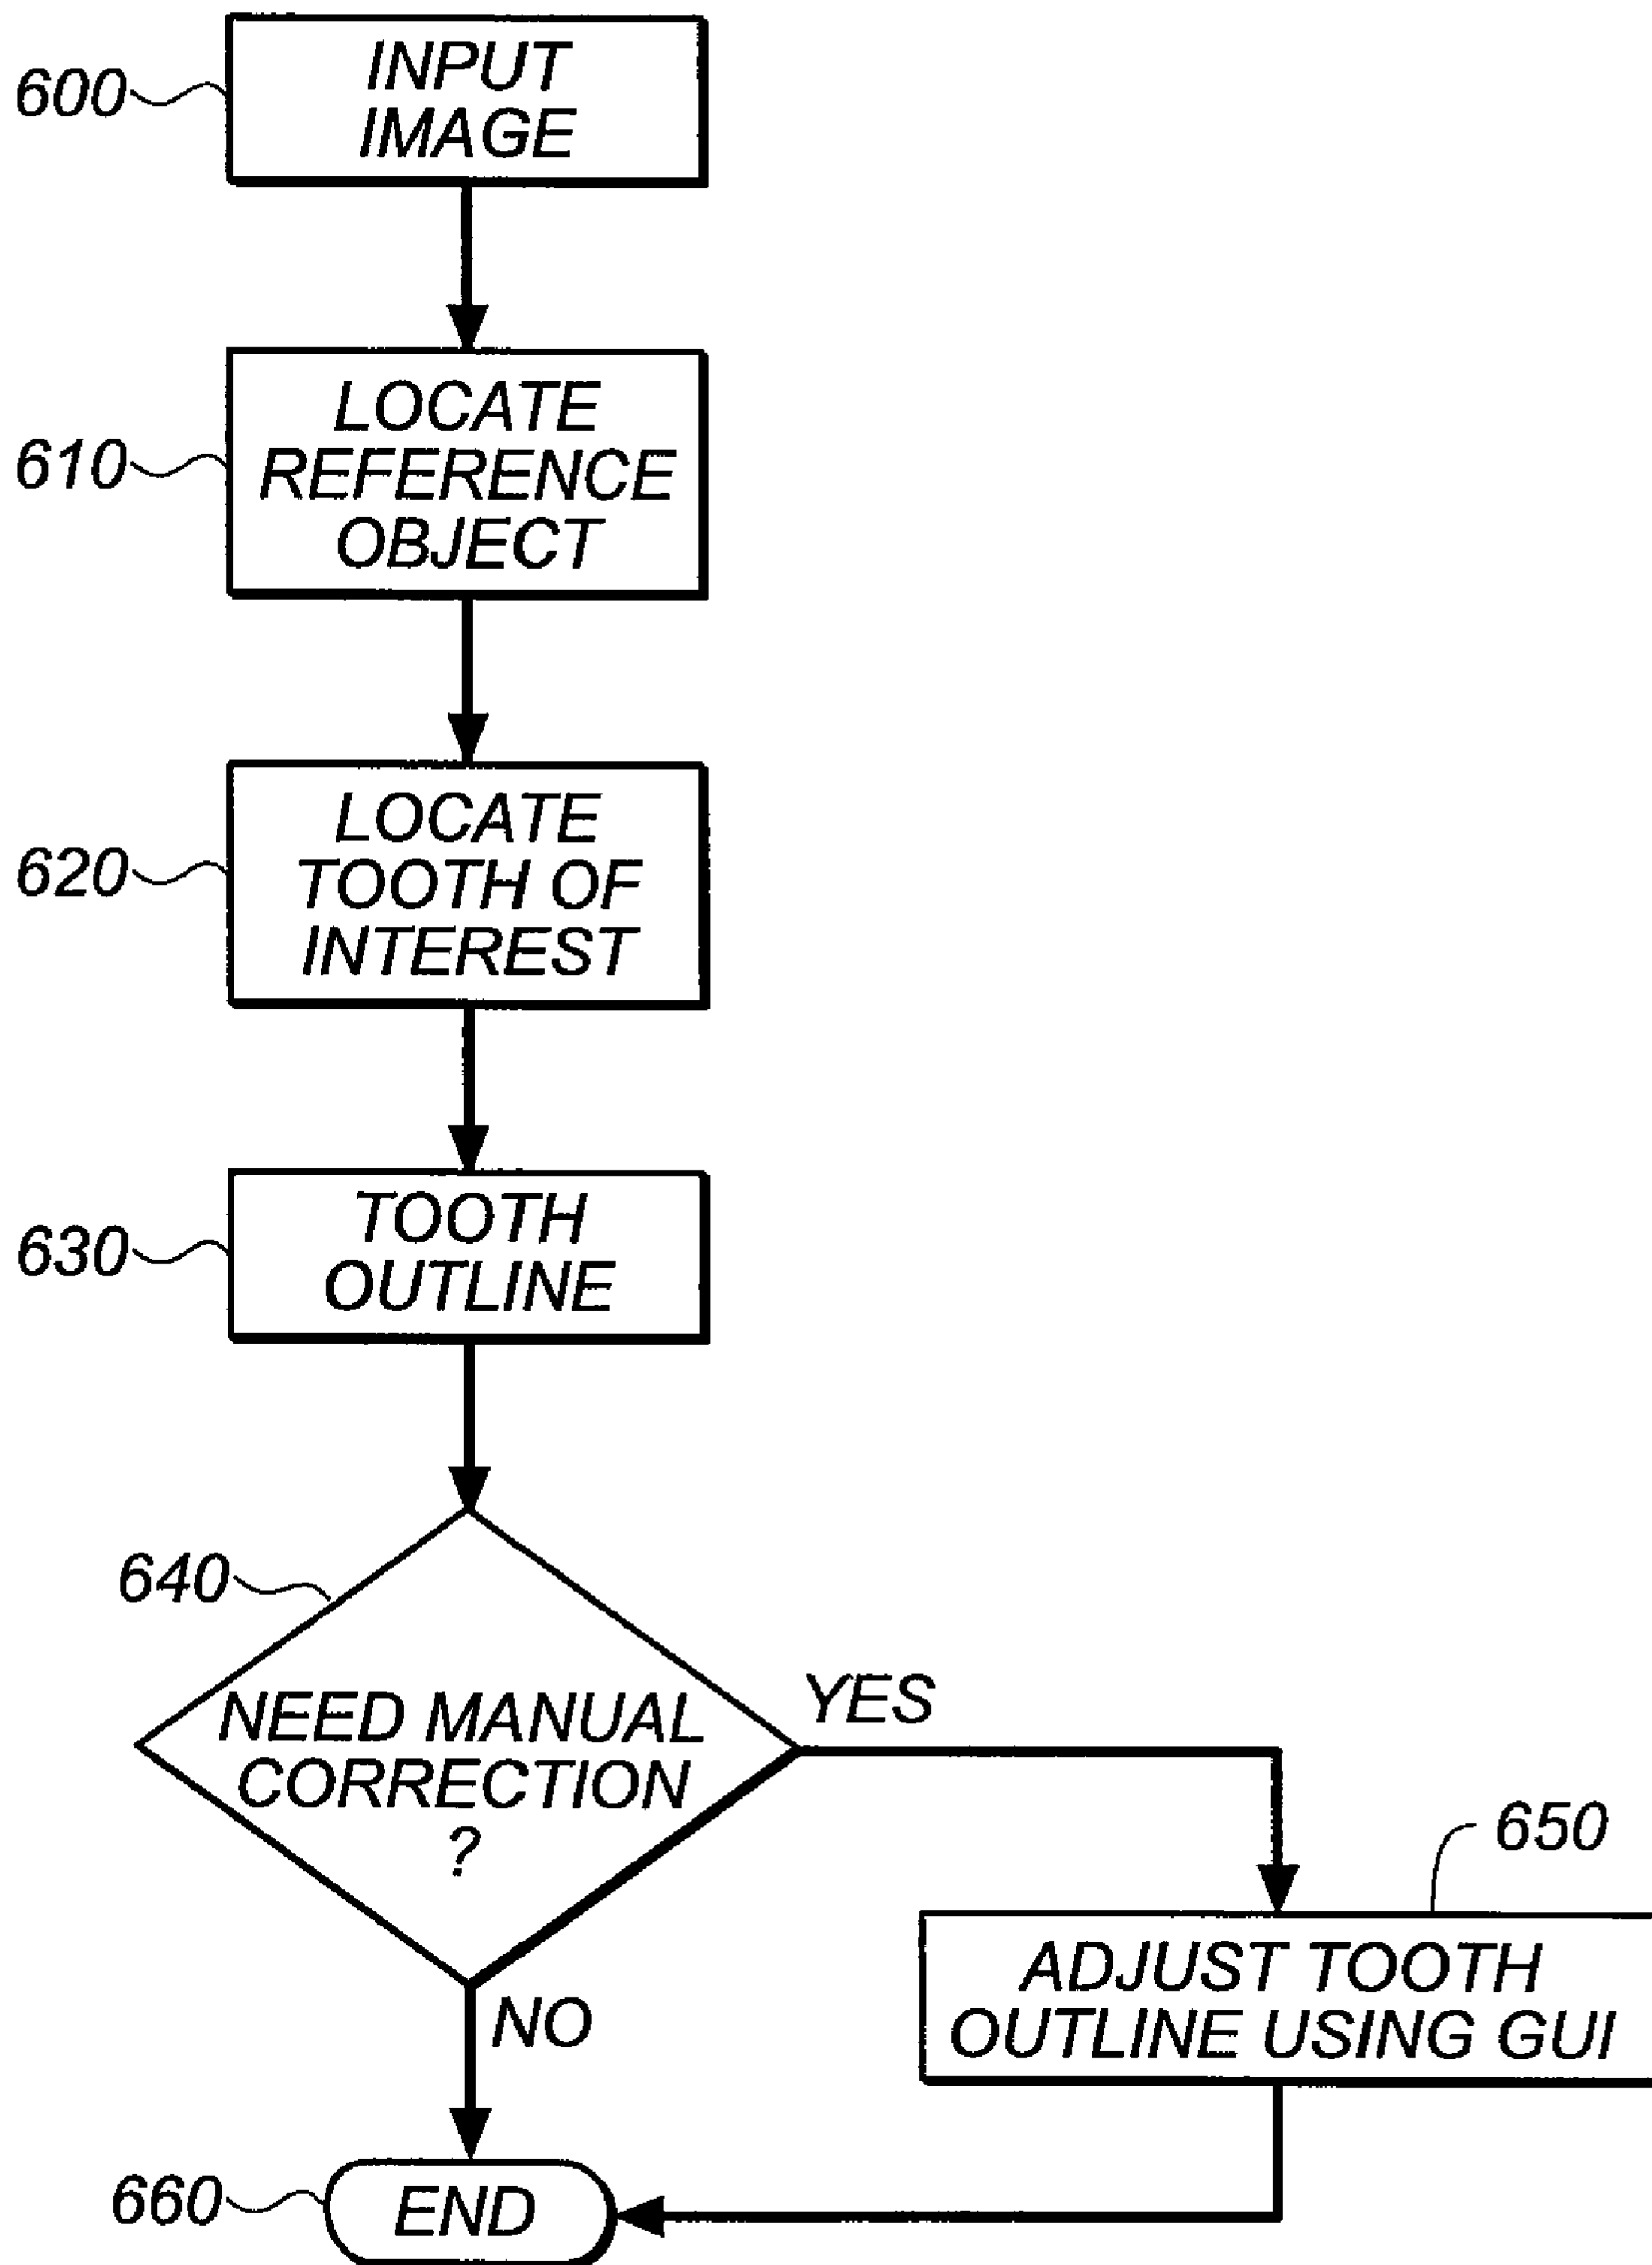 600
INPUT
IMAGE
610
LOCATE
REFERENCE
OBJECT
620
LOCATE
TOOTH OF
INTEREST
630
TOOTH
OUTLINE
640
NEED MANUAL
CORRECTION
?
YES
NO
650
ADJUST TOOTH
OUTLINE USING GUI
660
END